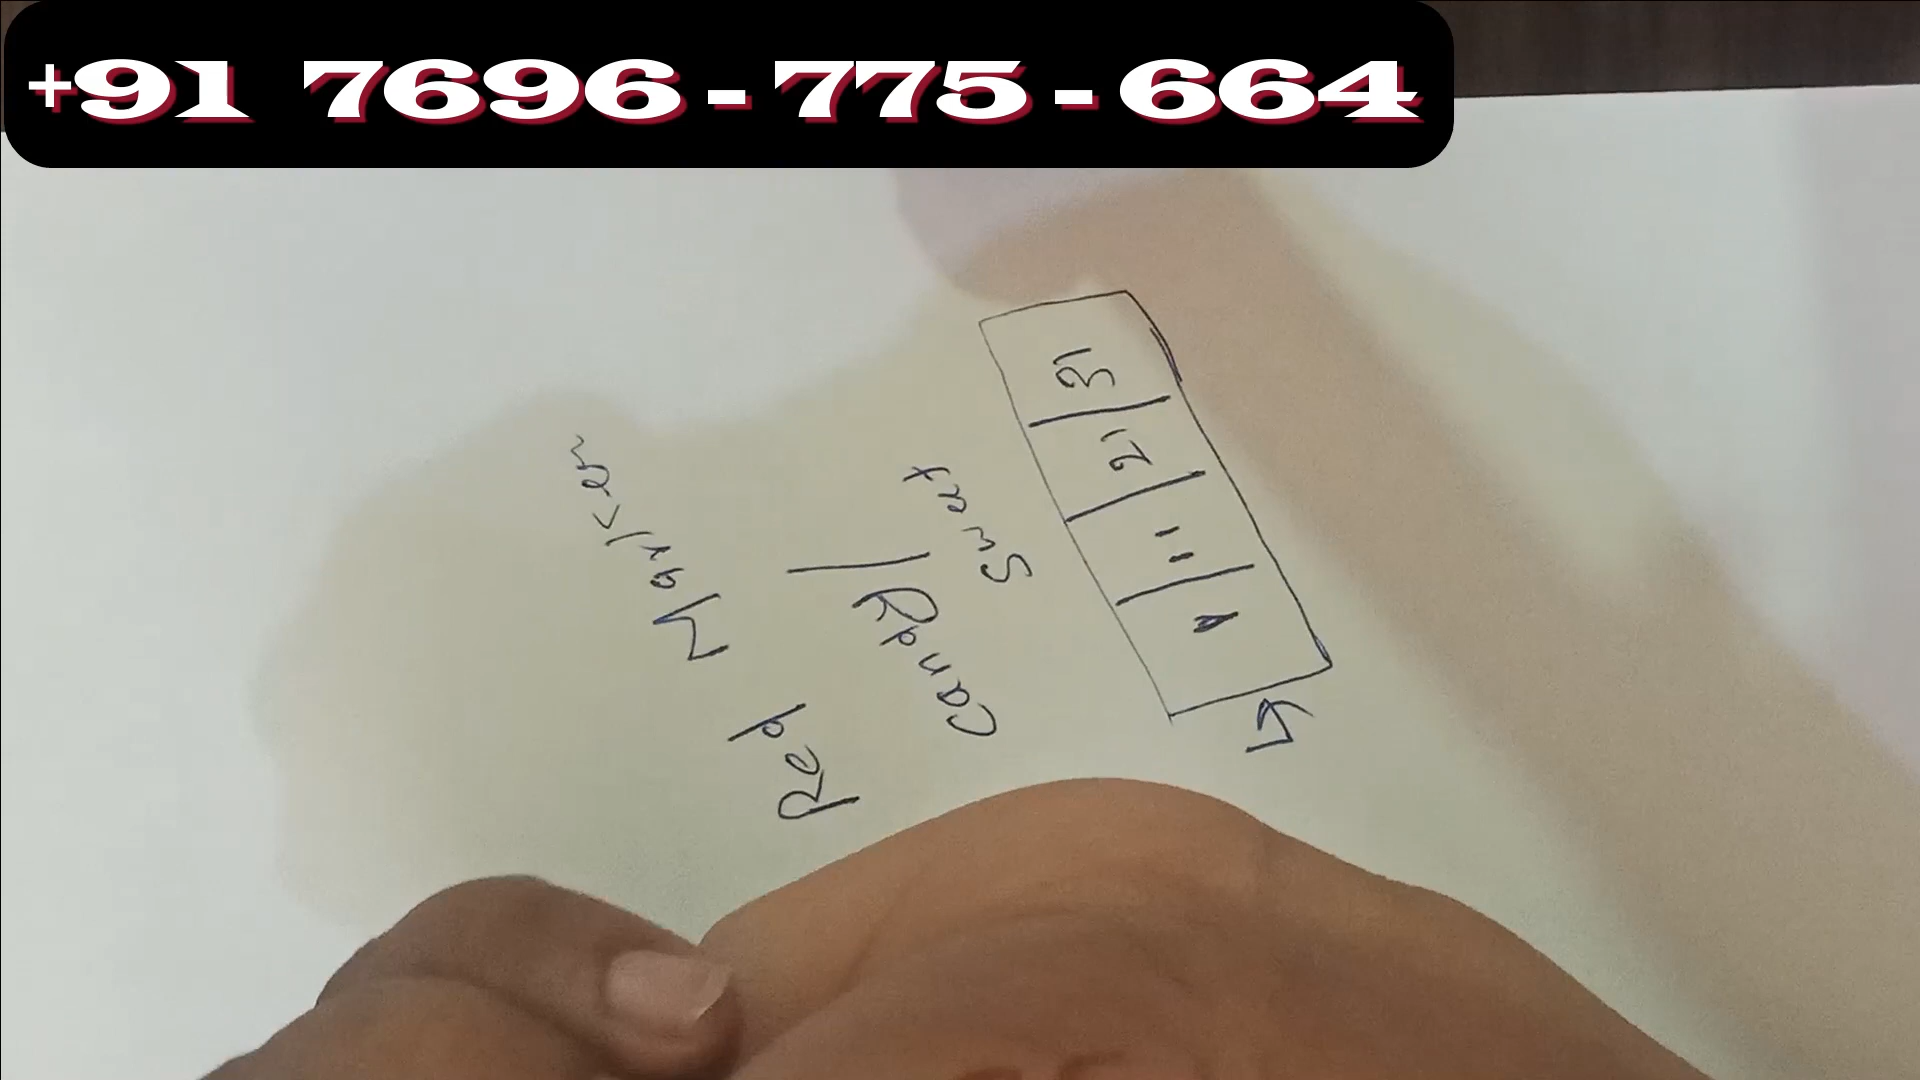 +91 7696-775-664
Red Marker
Candy | Sweet
1 | 11 | 21 | 31